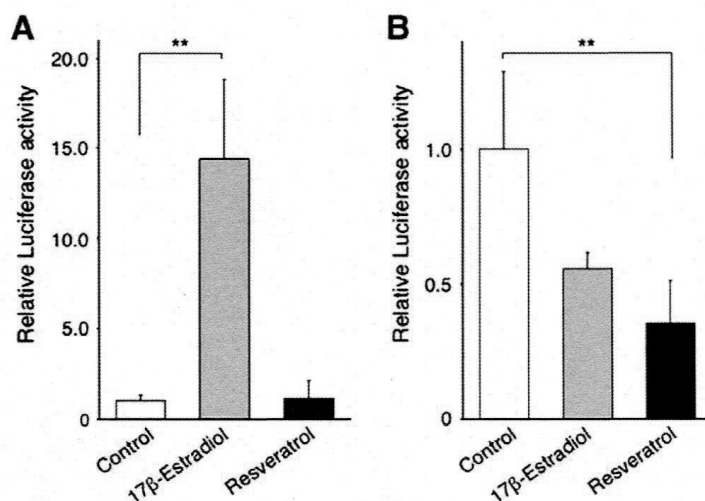 A
Relative Luciferase activity
20.0
15.0
10.0
5.0
0
**
Control
17β-Estradiol
Resveratrol
B
Relative Luciferase activity
1.0
0.5
0
**
Control
17β-Estradiol
Resveratrol